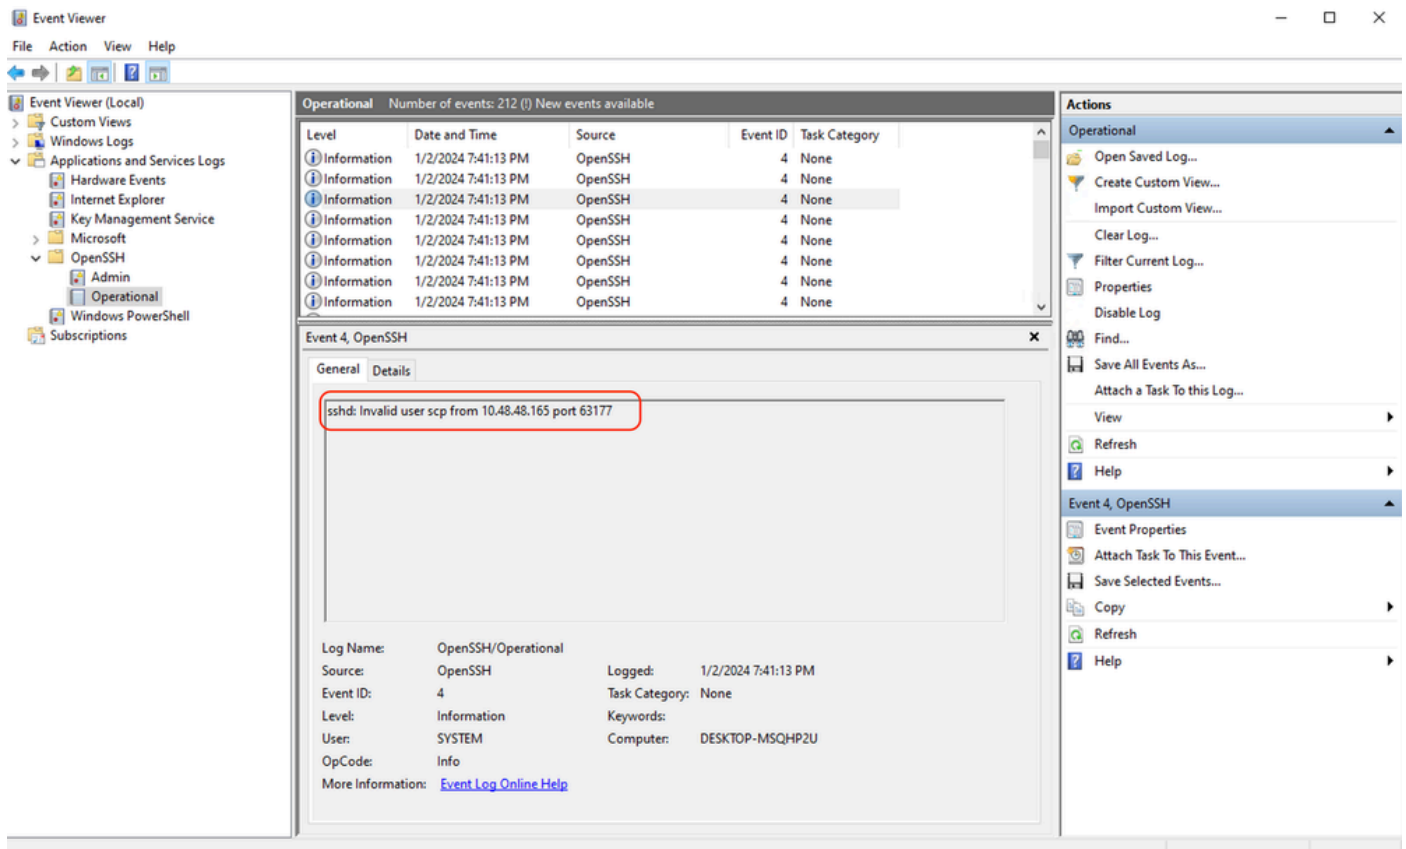 Event Viewer
File Action View Help
Event Viewer (Local)
Custom Views
Windows Logs
Applications and Services Logs
Hardware Events
Internet Explorer
Key Management Service
Microsoft
OpenSSH
Admin
Operational
Windows PowerShell
Subscriptions
Operational Number of events: 212 (!) New events available
Level Date and Time Source Event ID Task Category
Information 1/2/2024 7:41:13 PM OpenSSH 4 None
Information 1/2/2024 7:41:13 PM OpenSSH 4 None
Information 1/2/2024 7:41:13 PM OpenSSH 4 None
Information 1/2/2024 7:41:13 PM OpenSSH 4 None
Information 1/2/2024 7:41:13 PM OpenSSH 4 None
Information 1/2/2024 7:41:13 PM OpenSSH 4 None
Information 1/2/2024 7:41:13 PM OpenSSH 4 None
Information 1/2/2024 7:41:13 PM OpenSSH 4 None
Event 4, OpenSSH
General Details
sshd: Invalid user scp from 10.48.48.165 port 63177
Log Name: OpenSSH/Operational
Source: OpenSSH Logged: 1/2/2024 7:41:13 PM
Event ID: 4 Task Category: None
Level: Information Keywords:
User: SYSTEM Computer: DESKTOP-MSQHP2U
OpCode: Info
More Information: Event Log Online Help
Actions
Operational
Open Saved Log...
Create Custom View...
Import Custom View...
Clear Log...
Filter Current Log...
Properties
Disable Log
Find...
Save All Events As...
Attach a Task To this Log...
View
Refresh
Help
Event 4, OpenSSH
Event Properties
Attach Task To This Event...
Save Selected Events...
Copy
Refresh
Help